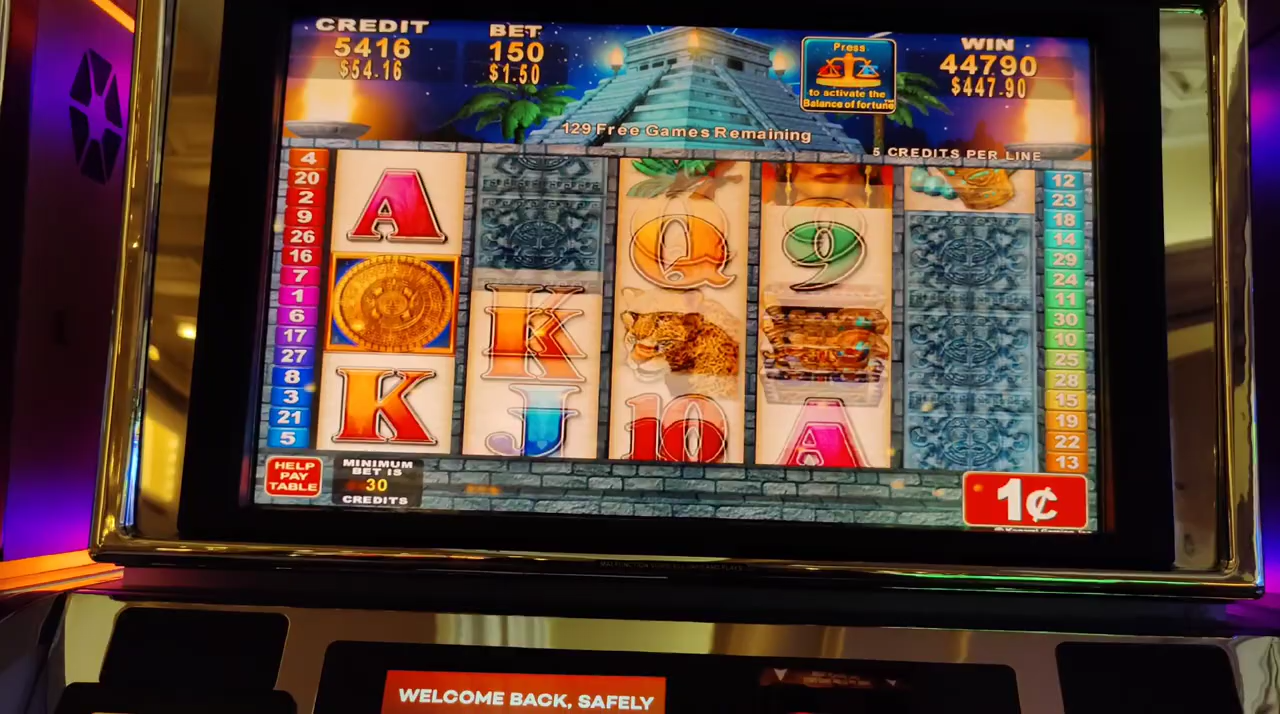 CREDIT
5416
$54.16
BET
150
$1.50
Press
to activate the
Balance of fortune™
WIN
44790
$447.90
129 Free Games Remaining
5 CREDITS PER LINE
4
20
2
9
26
16
7
1
6
17
27
8
3
21
5
A
K
K
J
Q
10
9
A
12
23
18
14
29
24
11
30
10
25
28
15
19
22
13
HELP
PAY
TABLE
MINIMUM
BET IS
30
CREDITS
1¢
WELCOME BACK, SAFELY